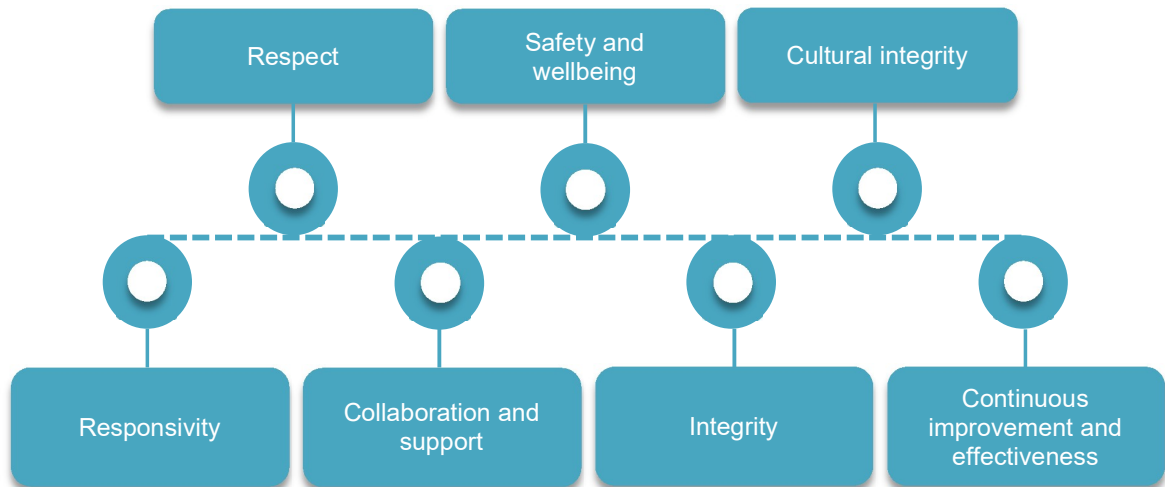 Respect
Safety and
wellbeing
Cultural integrity
Responsivity
Collaboration and
support
Integrity
Continuous
improvement and
effectiveness